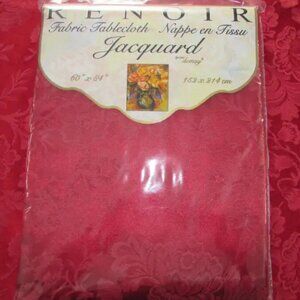 RENOIR
Fabric Tablecloth - Nappe en Tissu
Jacquard
60" x 84"
152 x 214 cm